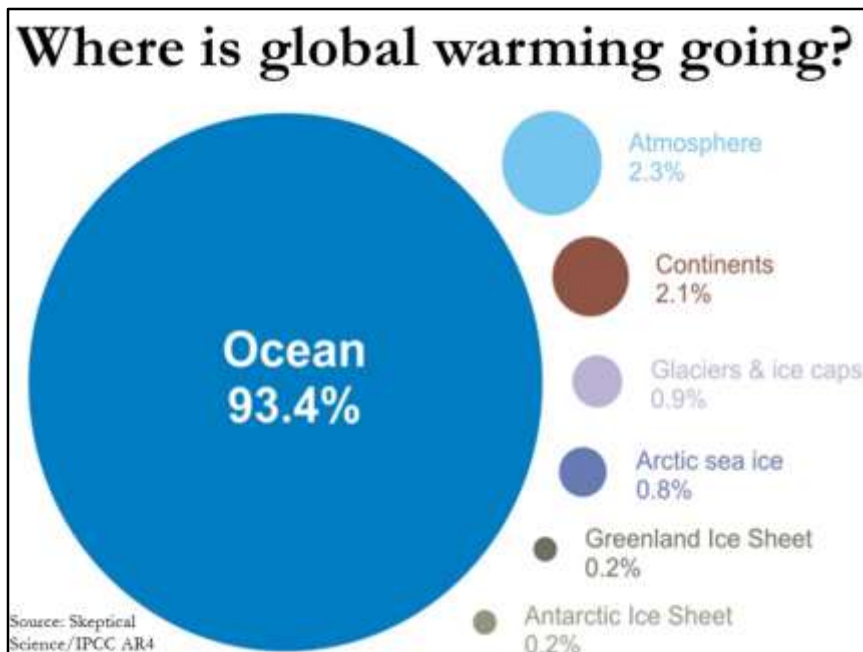 Where is global warming going?
Atmosphere
2.3%
Continents
2.1%
Ocean
93.4%
Glaciers & ice caps
0.9%
Arctic sea ice
0.8%
Greenland Ice Sheet
0.2%
Antarctic Ice Sheet
0.2%
Source: Skeptical
Science/IPCC AR4